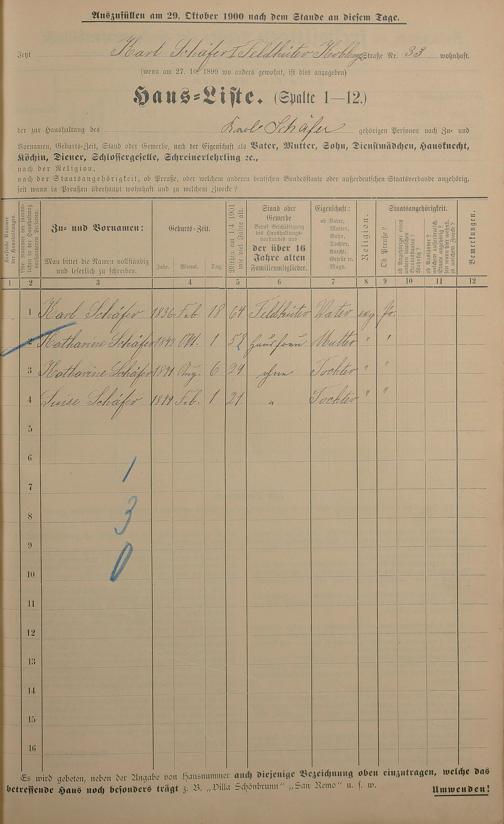 Auszufüllen am 29. Oktober 1900 nach dem Stande an diesem Tage.
Jetzt Karl Schäfer I Feldhüter Straße Nr. 33 wohnhaft.
(wenn am 27. 10. 1899 wo anders gewohnt, ist dies anzugeben)
Haus-Liste. (Spalte 1—12.)
der zur Haushaltung des Karl Schäfer gehörigen Personen nach Zu- und
Vornamen, Geburts-Zeit, Stand oder Gewerbe, nach der Eigenschaft als Vater, Mutter, Sohn, Dienstmädchen, Hausknecht,
Köchin, Diener, Schlossergeselle, Schreinerlehrling ec.,
nach der Religion,
nach der Staatsangehörigkeit, ob Preuße, oder welchem anderen deutschen Bundesstaate oder außerdeutschen Staatsverbande angehörig,
seit wann in Preußen überhaupt wohnhaft und zu welchem Zwecke?
Zu- und Vornamen:
Man bittet die Namen vollständig
und leserlich zu schreiben.
Geburts-Zeit.
Jahr. Monat. Tag.
Stand oder
Gewerbe
der über 16
Jahre alten
Familienmitglieder.
Eigenschaft:
ob Vater,
Mutter,
Sohn,
Tochter,
Knecht,
Geselle u.
Magd.
Religion.
Staatsangehörigkeit.
Ob Preuße?
Bemerkungen.
1 2 3 4 5 6 7 8 9 10 11 12
1 Karl Schäfer 1836 Feb 18 64 Feldhüter Vater evg ja
2 Katharine Schäfer Okt. 1 Hausfrau Mutter " "
3 Katharine Schäfer 1871 Aug. 6 29 ohne Tochter " "
4 Luise Schäfer Feb. 1 21 " Tochter " "
5
6
7
8
9
10
11
12
13
14
15
16
1
3
0
Es wird gebeten, neben der Angabe von Hausnummer auch diejenige Bezeichnung oben einzutragen, welche das
betreffende Haus noch besonders trägt z. B. „Villa Schönbrunn" „San Remo" u. s. w. Umwenden!